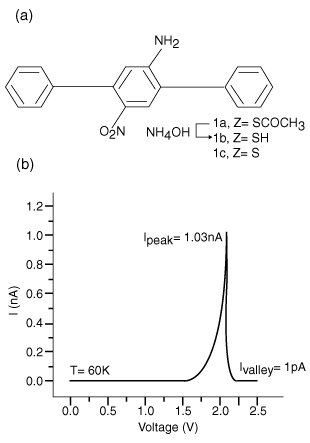 (a)
NH2
O2N
NH4OH
1a, Z= SCOCH3
1b, Z= SH
1c, Z= S
(b)
1.2
1.0
0.8
0.6
0.4
0.2
0.0
I (nA)
Ipeak= 1.03nA
T= 60K
Ivalley= 1pA
0.0 0.5 1.0 1.5 2.0 2.5
Voltage (V)